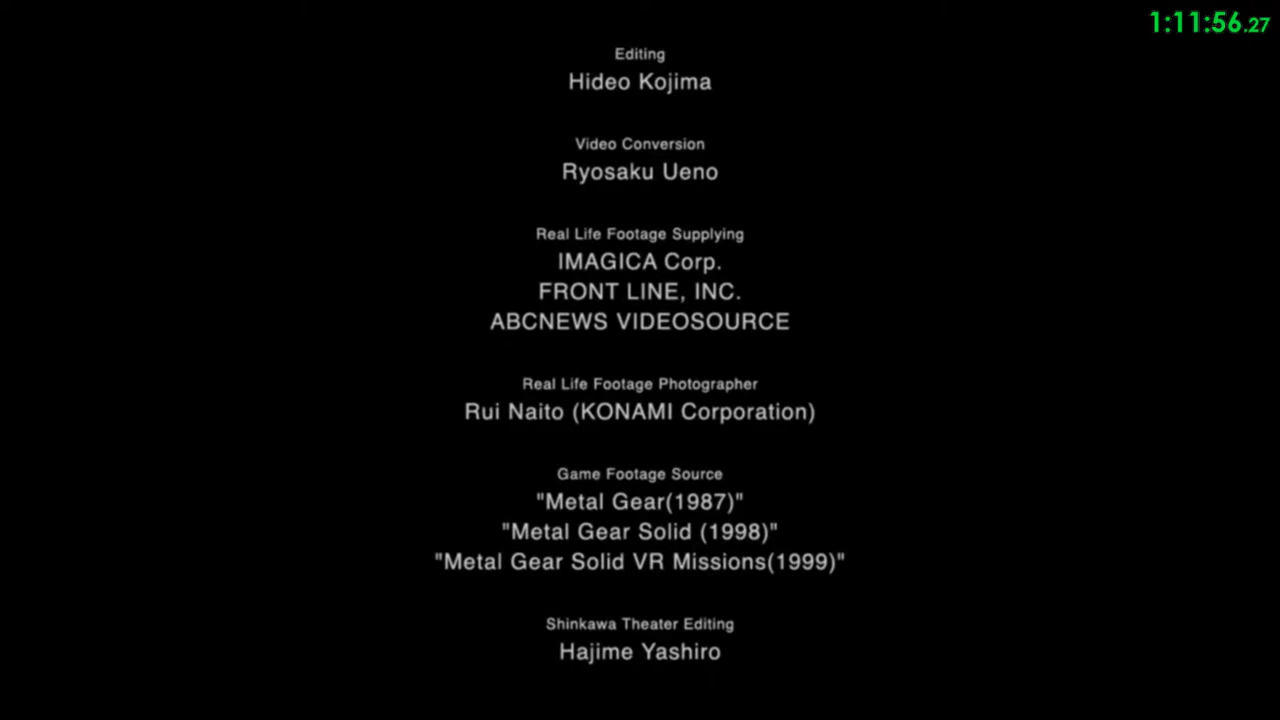 1:11:56.27
Editing
Hideo Kojima
Video Conversion
Ryosaku Ueno
Real Life Footage Supplying
IMAGICA Corp.
FRONT LINE, INC.
ABCNEWS VIDEOSOURCE
Real Life Footage Photographer
Rui Naito (KONAMI Corporation)
Game Footage Source
"Metal Gear(1987)"
"Metal Gear Solid (1998)"
"Metal Gear Solid VR Missions(1999)"
Shinkawa Theater Editing
Hajime Yashiro